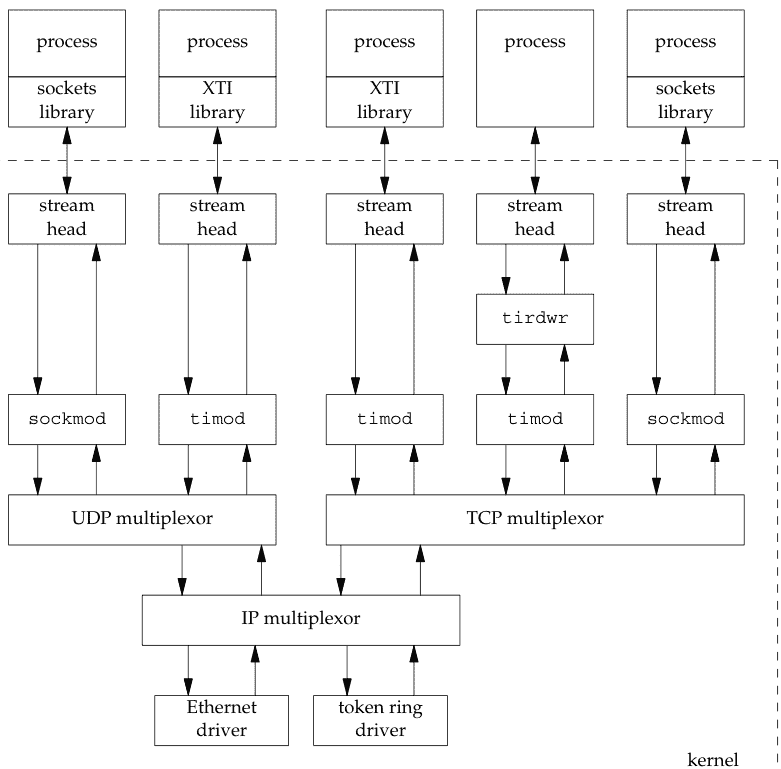 process
process
process
process
process
sockets
library
XTI
library
XTI
library
sockets
library
stream
head
stream
head
stream
head
stream
head
stream
head
tirdwr
sockmod
timod
timod
timod
sockmod
UDP multiplexor
TCP multiplexor
IP multiplexor
Ethernet
driver
token ring
driver
kernel